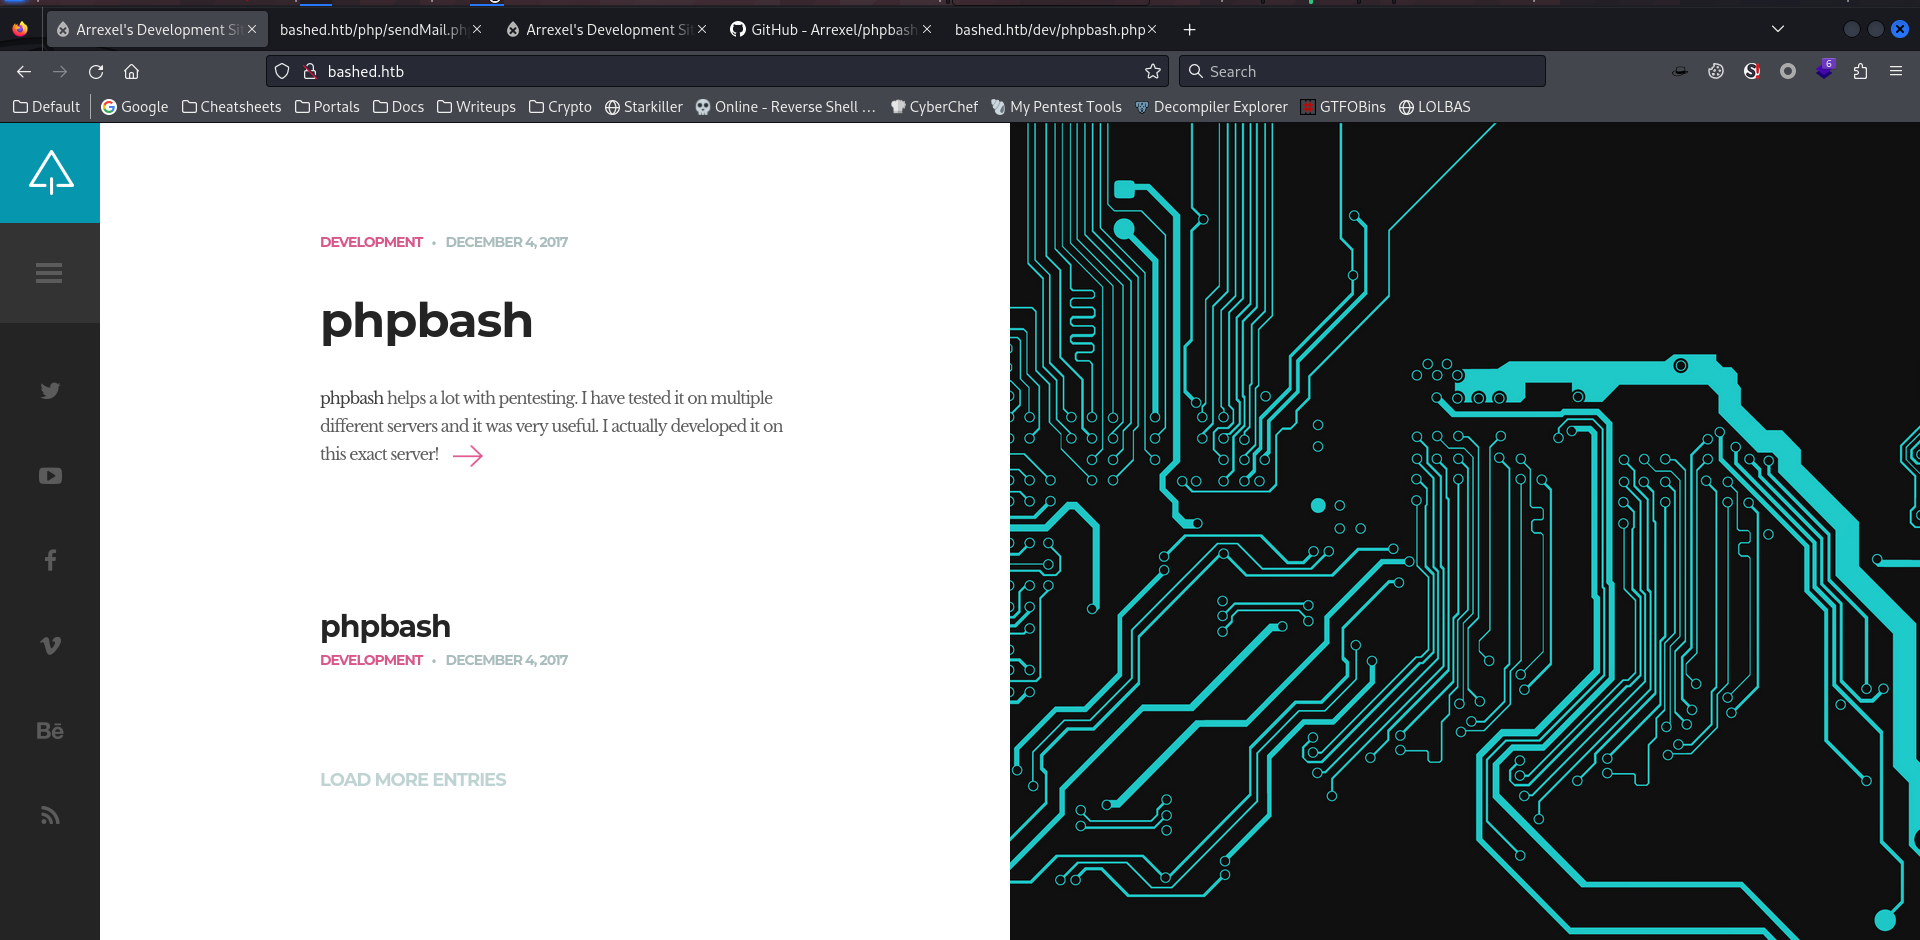 Arrexel's Development Sit
bashed.htb/php/sendMail.ph
Arrexel's Development Sit
GitHub - Arrexel/phpbash
bashed.htb/dev/phpbash.php
bashed.htb
Search
6
Default
Google
Cheatsheets
Portals
Docs
Writeups
Crypto
Starkiller
Online - Reverse Shell ...
CyberChef
My Pentest Tools
Decompiler Explorer
GTFOBins
LOLBAS
DEVELOPMENT • DECEMBER 4, 2017
phpbash
phpbash helps a lot with pentesting. I have tested it on multiple
different servers and it was very useful. I actually developed it on
this exact server!
phpbash
DEVELOPMENT • DECEMBER 4, 2017
LOAD MORE ENTRIES